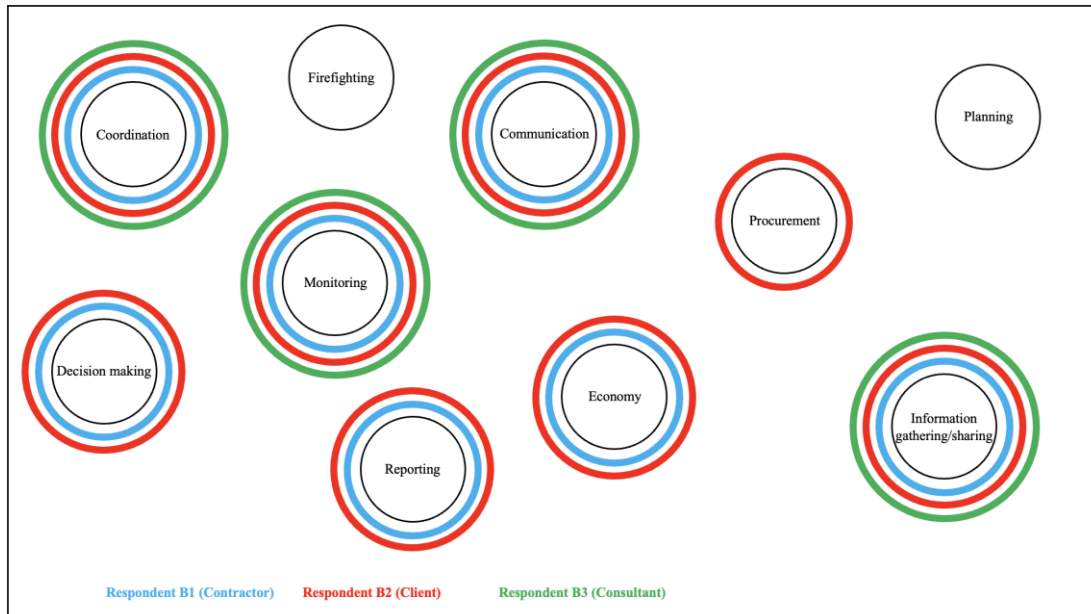 Firefighting
Coordination
Communication
Planning
Procurement
Monitoring
Decision making
Economy
Information
gathering/sharing
Reporting
Respondent B1 (Contractor)
Respondent B2 (Client)
Respondent B3 (Consultant)